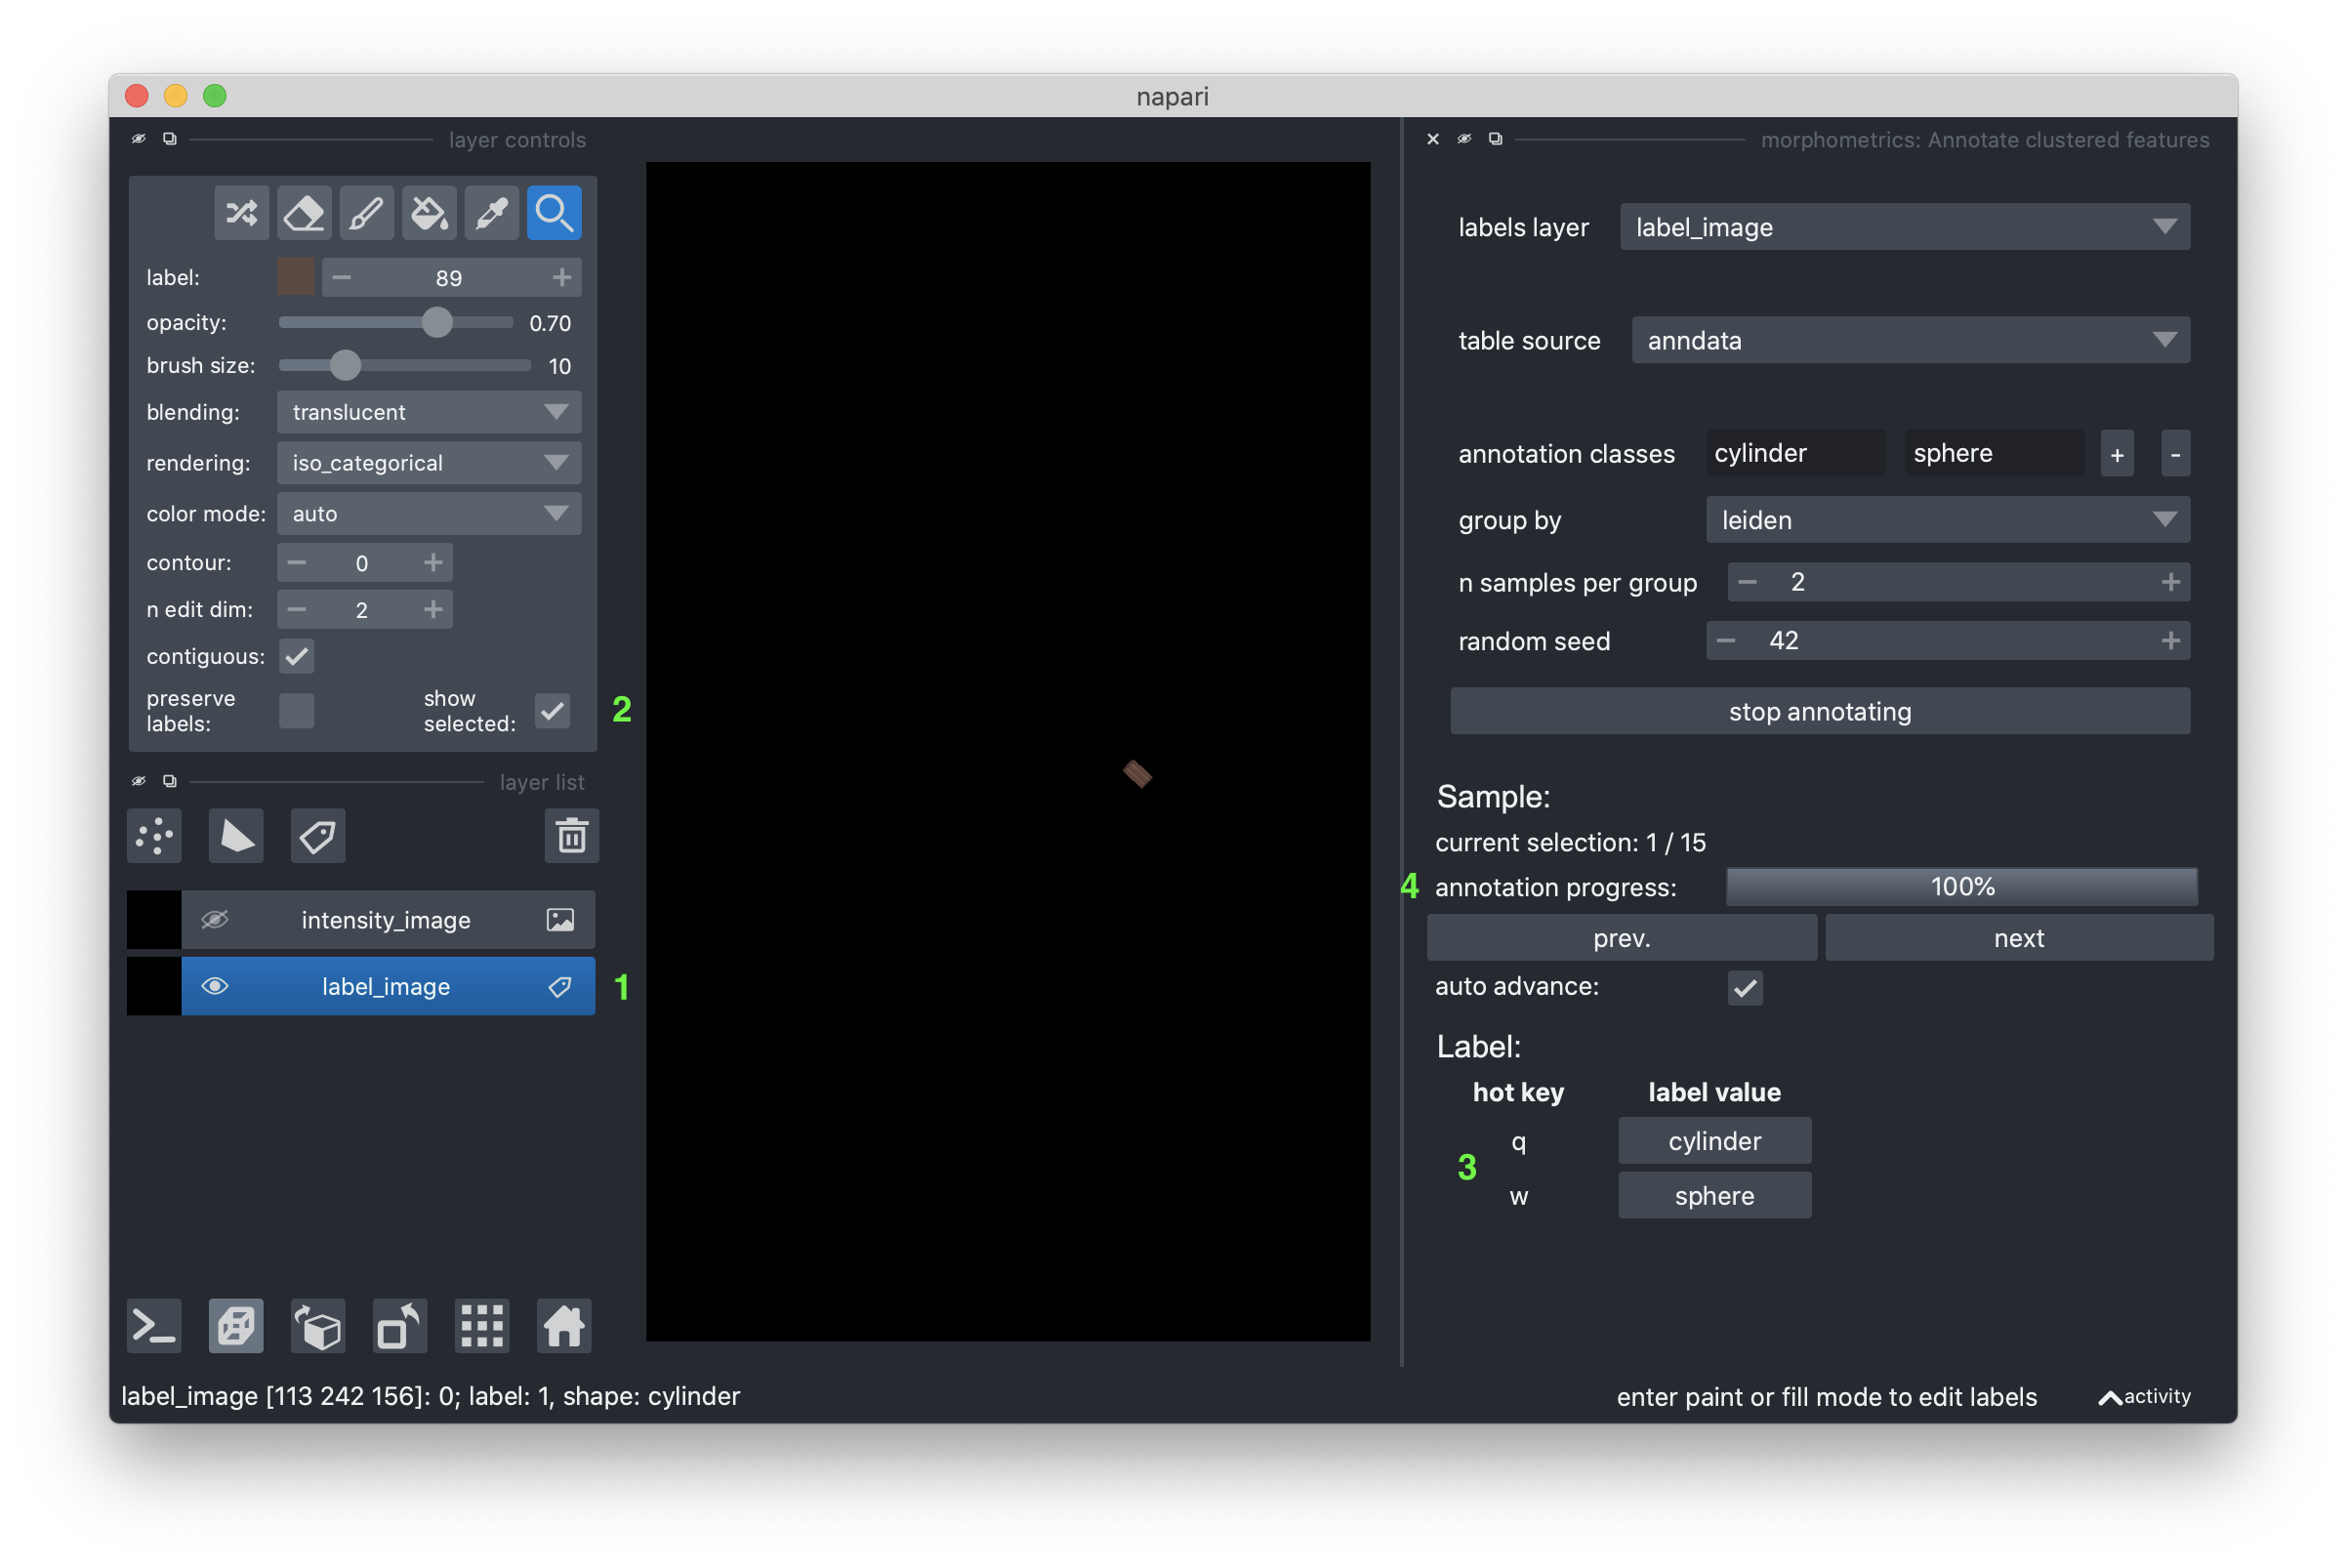 napari
layer controls
label: 89
opacity: 0.70
brush size: 10
blending: translucent
rendering: iso_categorical
color mode: auto
contour: 0
n edit dim: 2
contiguous:
preserve labels:
show selected:
2
layer list
intensity_image
label_image
1
label_image [113 242 156]: 0; label: 1, shape: cylinder
morphometrics: Annotate clustered features
labels layer label_image
table source anndata
annotation classes cylinder sphere + -
group by leiden
n samples per group 2
random seed 42
stop annotating
Sample:
current selection: 1 / 15
4 annotation progress: 100%
prev. next
auto advance:
Label:
hot key label value
q cylinder
3
w sphere
enter paint or fill mode to edit labels
activity